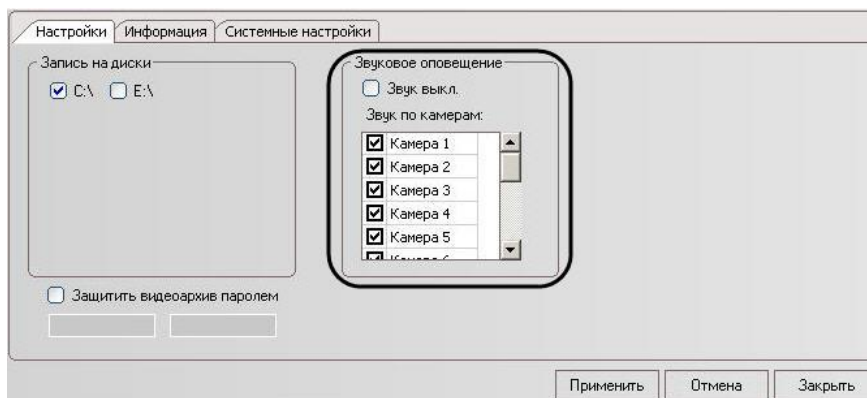 Настройки Информация Системные настройки
Запись на диски
C:\ E:\
Защитить видеоархив паролем
Звуковое оповещение
Звук выкл.
Звук по камерам:
Камера 1
Камера 2
Камера 3
Камера 4
Камера 5
Применить Отмена Закрыть